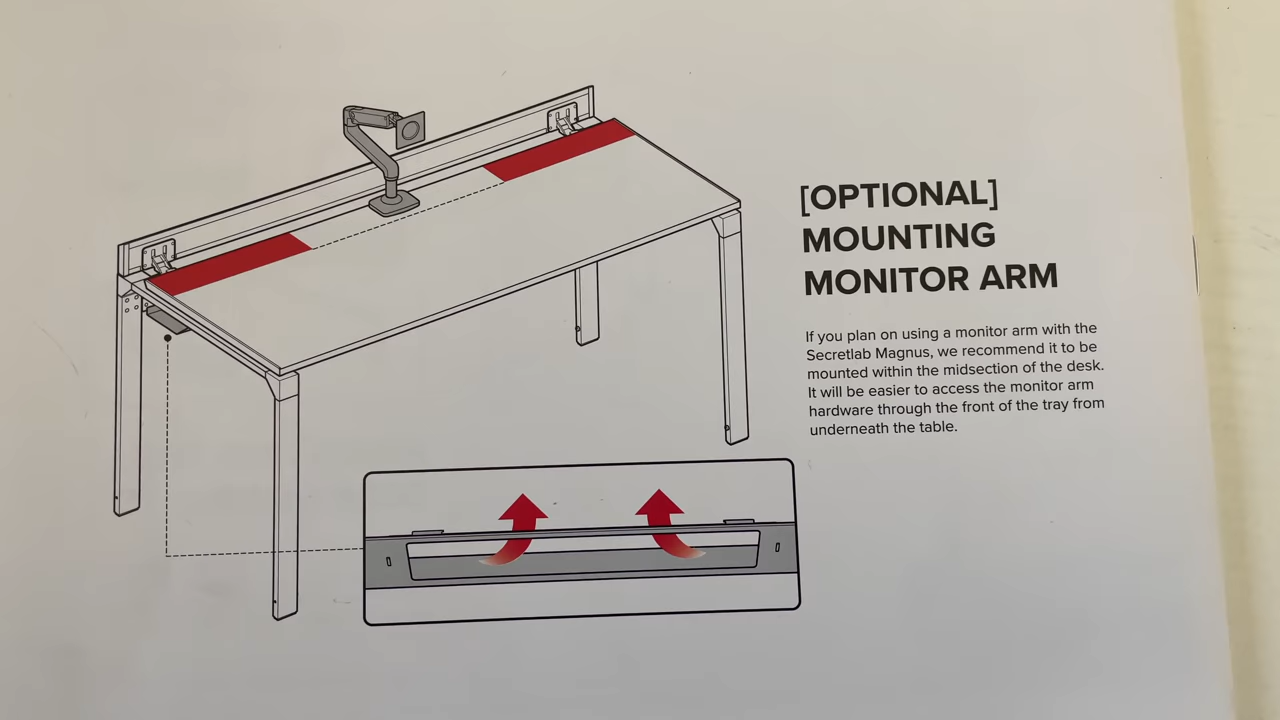 [OPTIONAL]
MOUNTING
MONITOR ARM
If you plan on using a monitor arm with the
Secretlab Magnus, we recommend it to be
mounted within the midsection of the desk.
It will be easier to access the monitor arm
hardware through the front of the tray from
underneath the table.